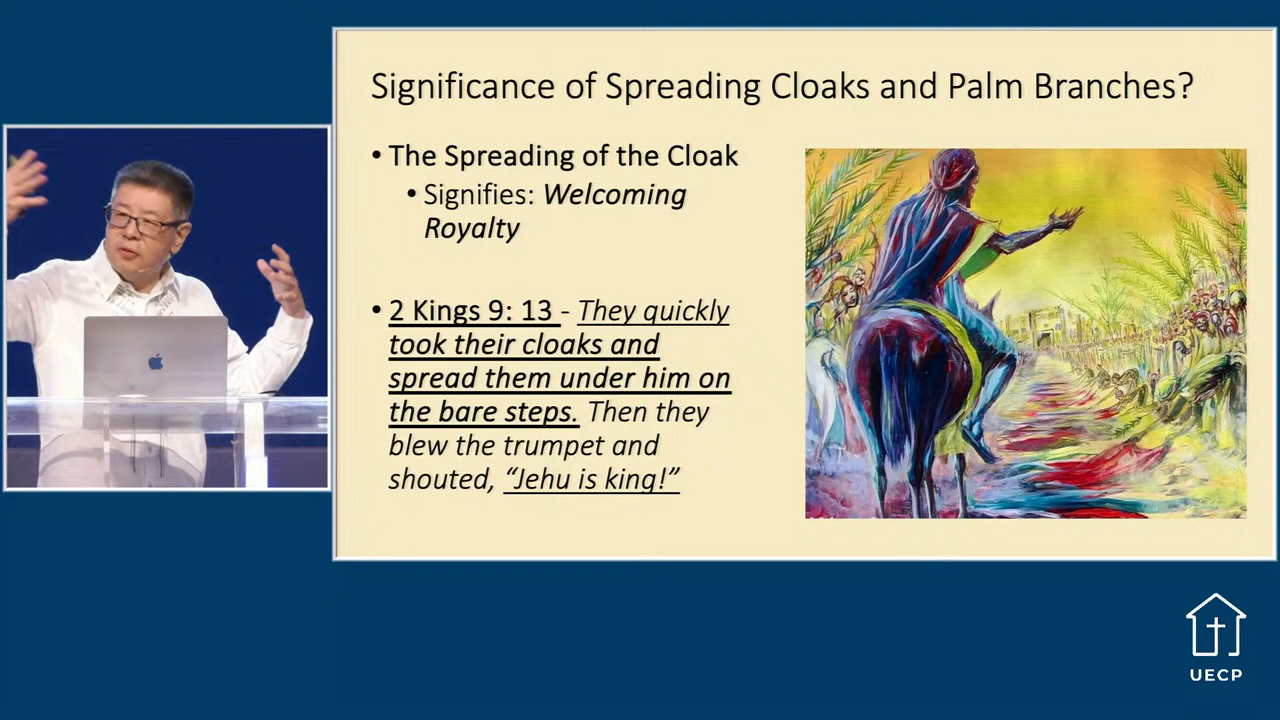 Significance of Spreading Cloaks and Palm Branches?
• The Spreading of the Cloak
• Signifies: Welcoming
Royalty
• 2 Kings 9: 13 - They quickly
took their cloaks and
spread them under him on
the bare steps. Then they
blew the trumpet and
shouted, “Jehu is king!”
UECP